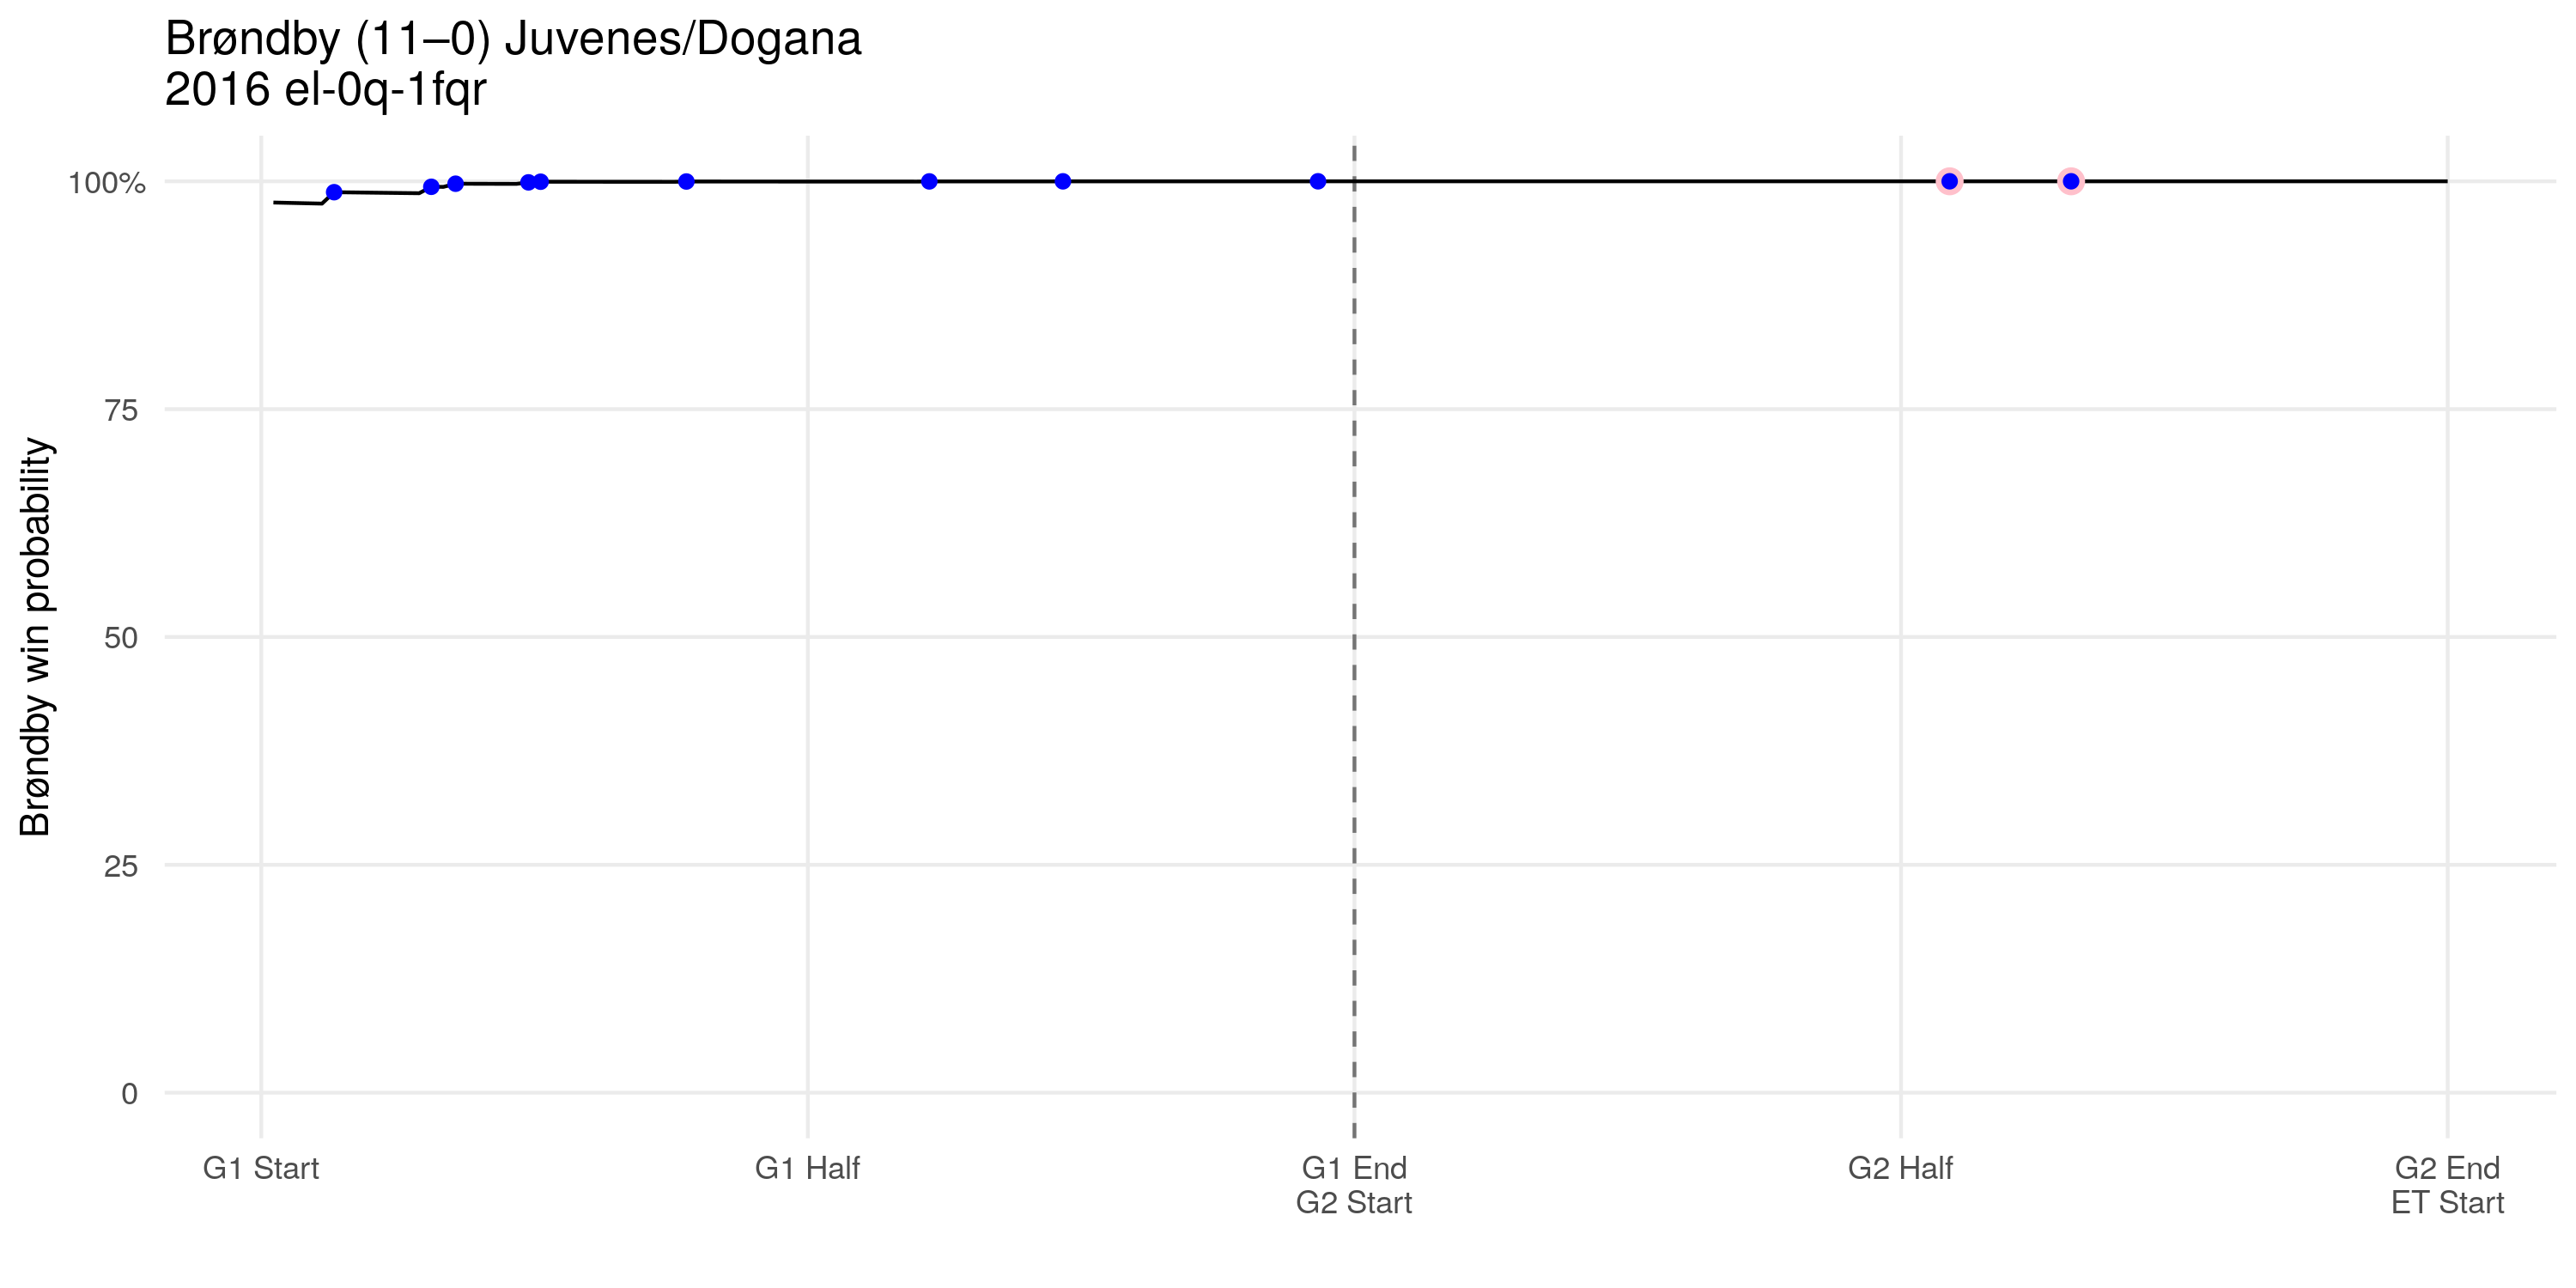 Brøndby (11–0) Juvenes/Dogana
2016 el-0q-1fqr
Brøndby win probability
100%
75
50
25
0
G1 Start
G1 Half
G1 End
G2 Start
G2 Half
G2 End
ET Start